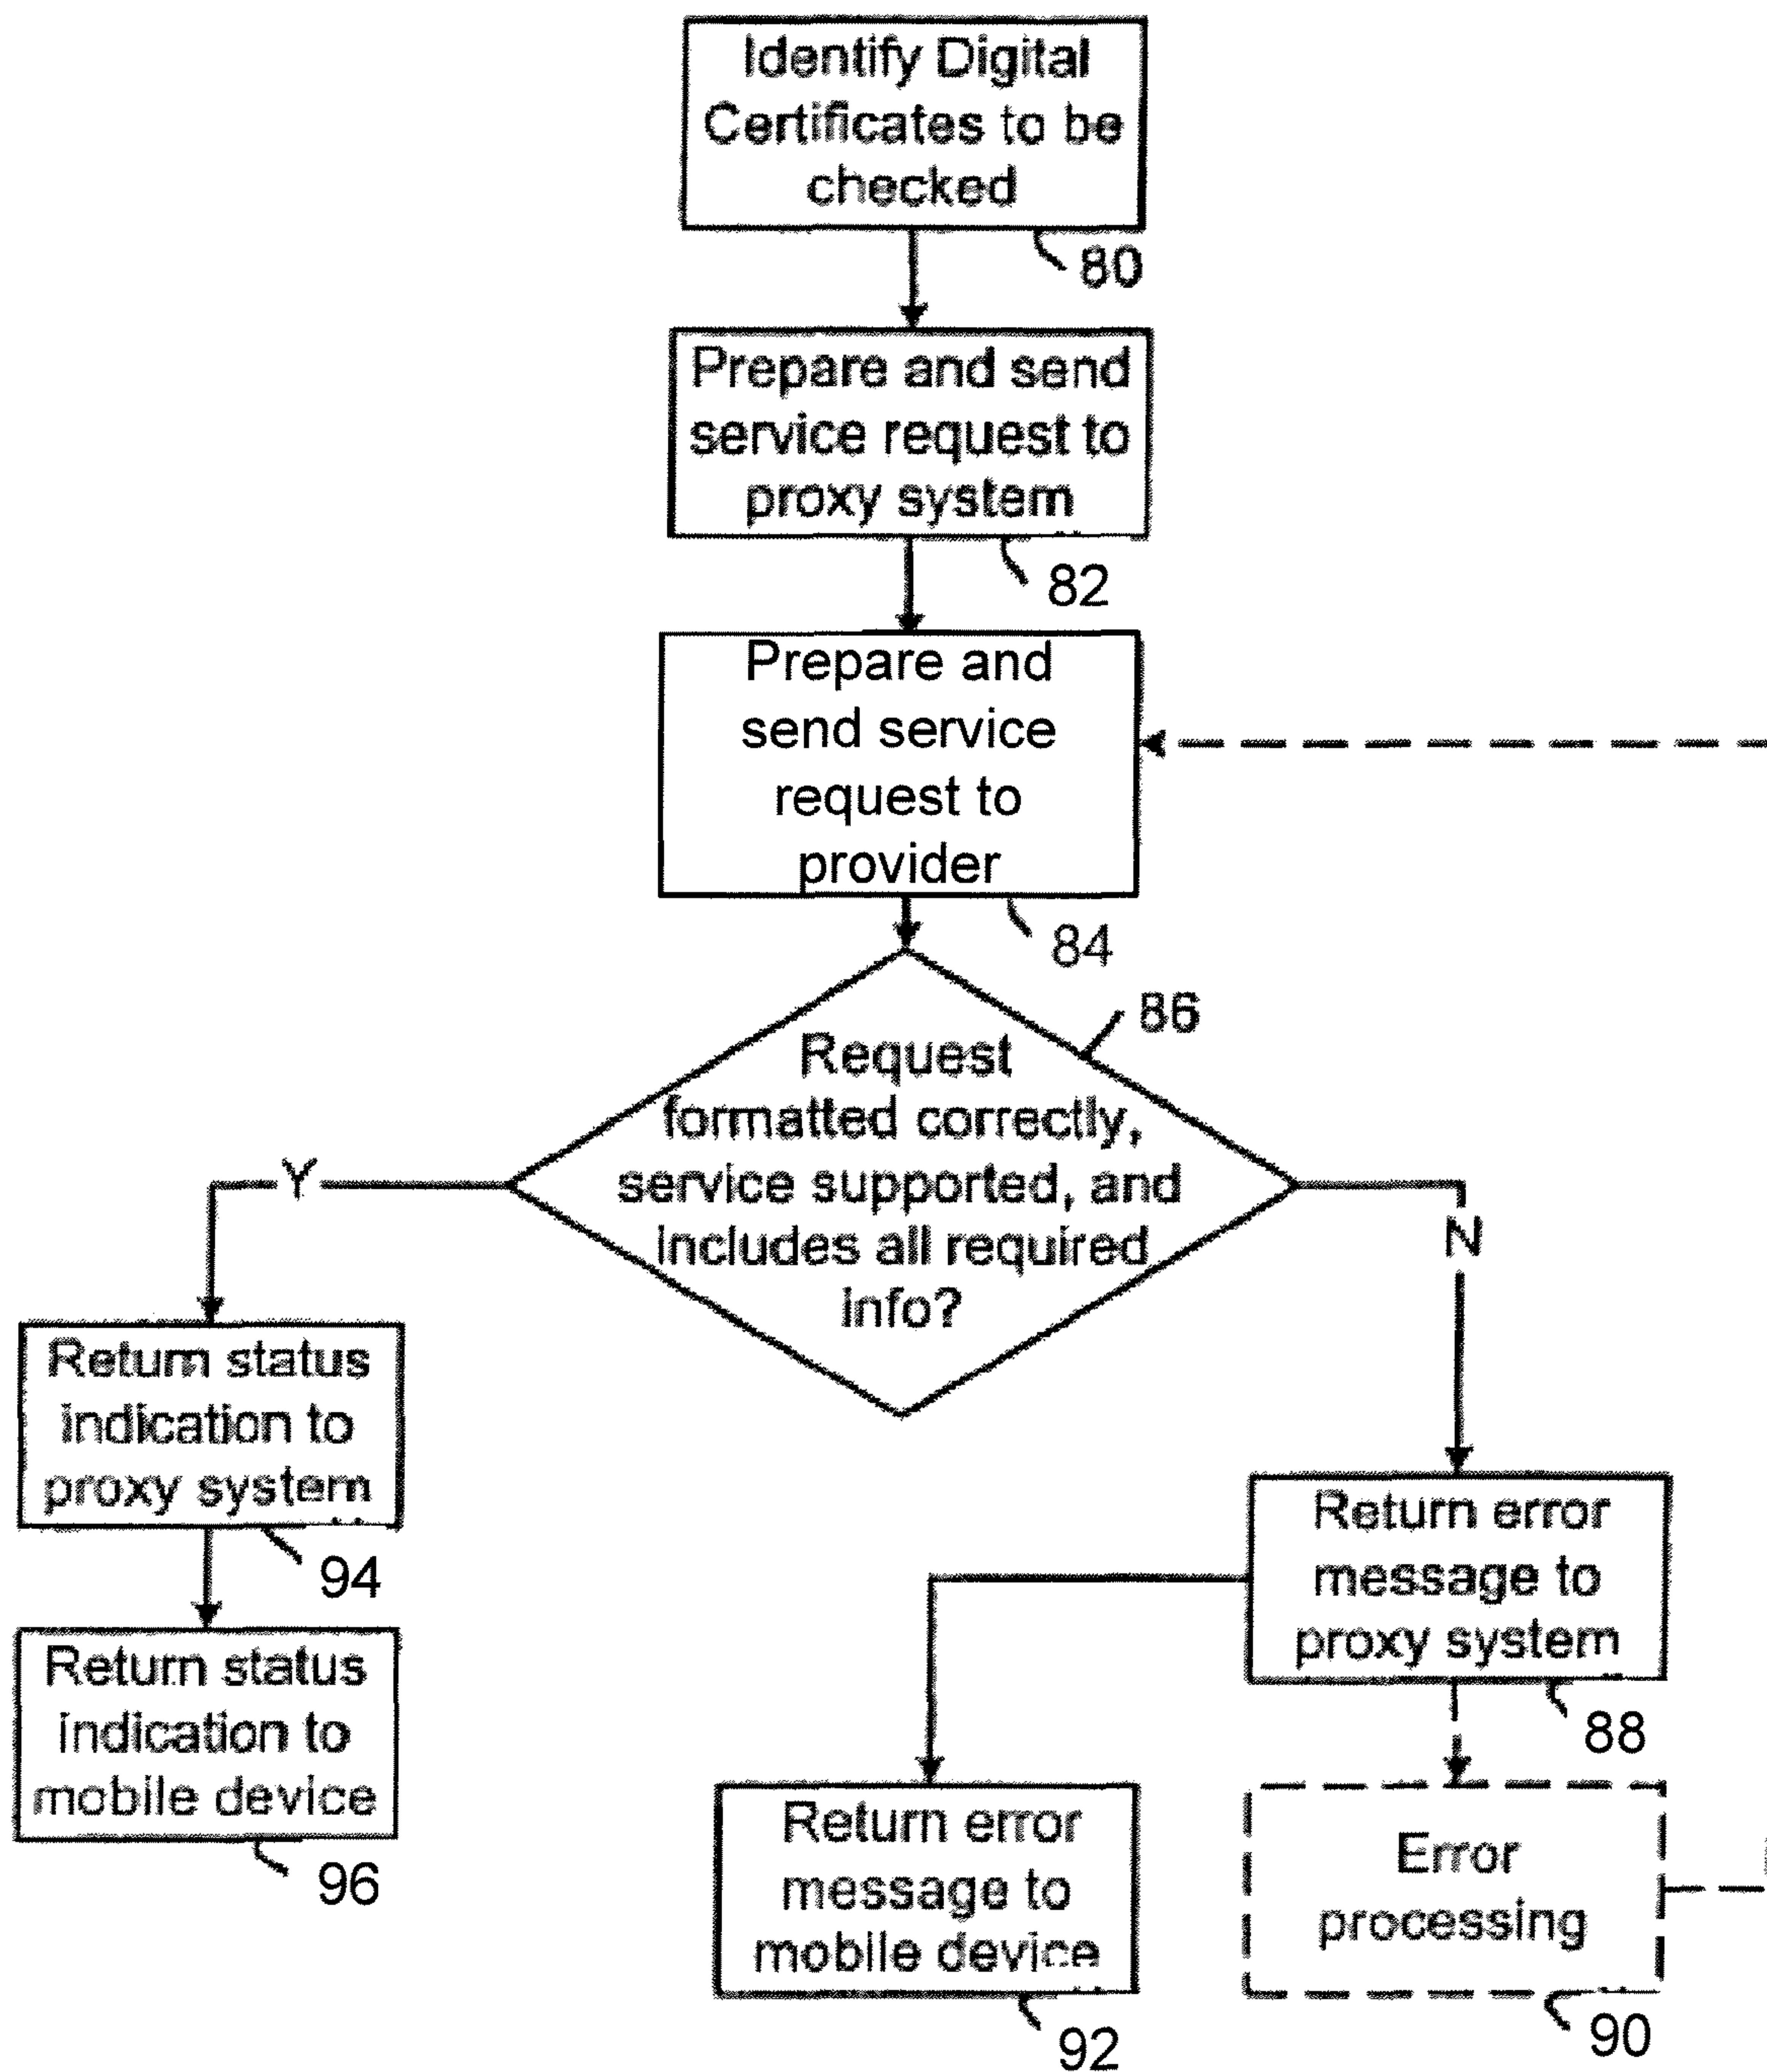 Identify Digital
Certificates to be
checked
80
Prepare and send
service request to
proxy system
82
Prepare and
send service
request to
provider
84
86
Request
formatted correctly,
service supported, and
includes all required
info?
Y
N
Return status
indication to
proxy system
94
Return status
indication to
mobile device
96
Return error
message to
proxy system
88
Return error
message to
mobile device
92
Error
processing
90